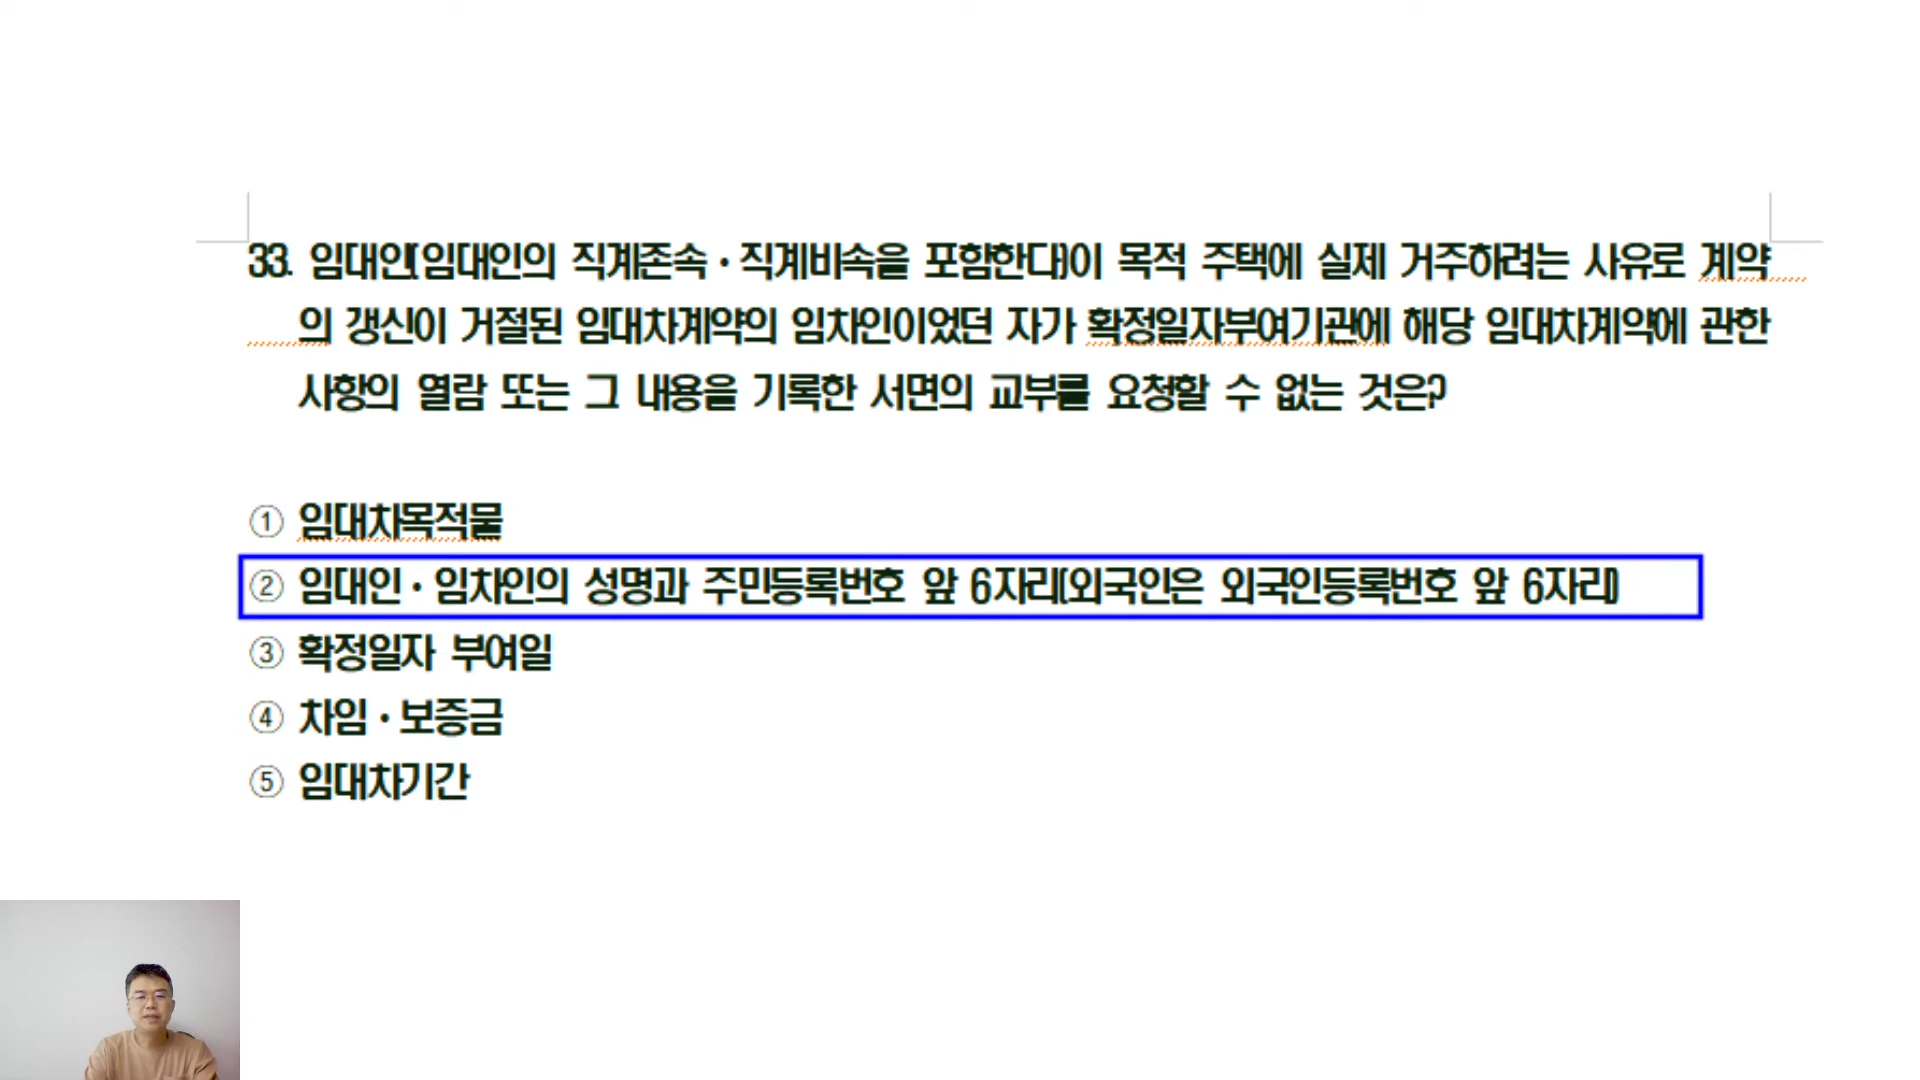 33. 임대인(임대인의 직계존속·직계비속을 포함한다)이 목적 주택에 실제 거주하려는 사유로 계약
의 갱신이 거절된 임대차계약의 임차인이었던 자가 확정일자부여기관에 해당 임대차계약에 관한
사항의 열람 또는 그 내용을 기록한 서면의 교부를 요청할 수 없는 것은?
① 임대차목적물
② 임대인·임차인의 성명과 주민등록번호 앞 6자리(외국인은 외국인등록번호 앞 6자리)
③ 확정일자 부여일
④ 차임·보증금
⑤ 임대차기간